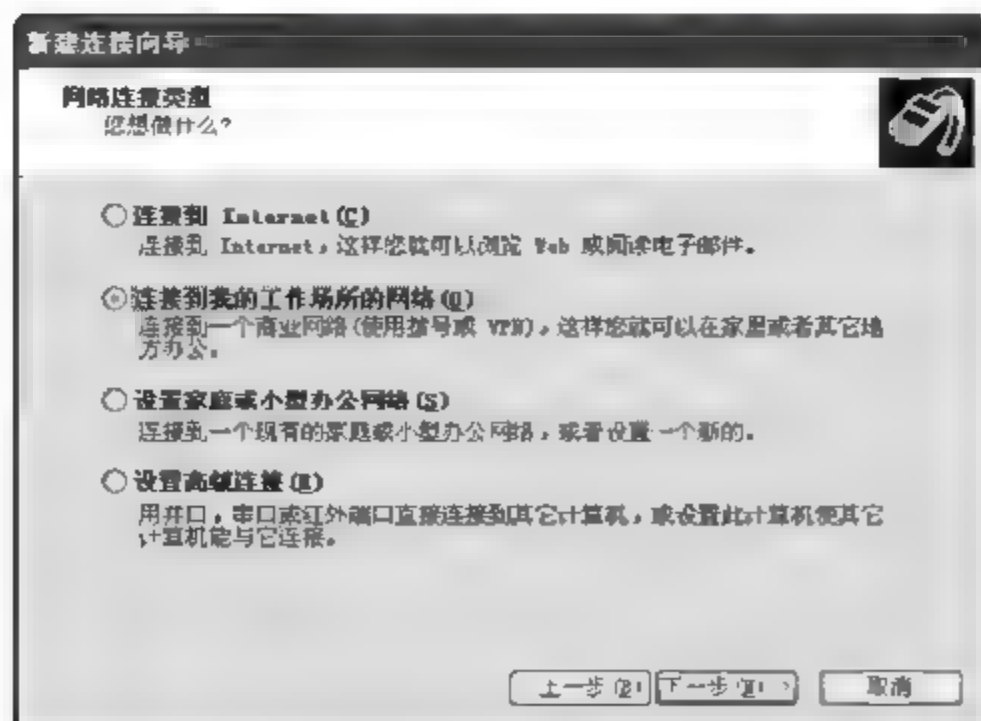 新建连接向导
网络连接类型
您想做什么?
连接到 Internet(C)
连接到 Internet，这样您就可以浏览 Web 或阅读电子邮件。
连接到我的工作场所的网络(O)
连接到一个商业网络(使用拨号或 VPN)，这样您就可以在家里或者其它地
方办公。
设置家庭或小型办公网络(S)
连接到一个现有的家庭或小型办公网络，或者设置一个新的。
设置高级连接(E)
用并口，串口或红外端口直接连接到其它计算机，或设置此计算机使其它
计算机能与它连接。
上一步(B)
下一步(N) >
取消